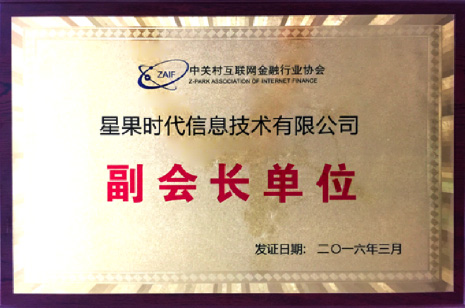 ZAIF
中关村互联网金融行业协会
Z-PARK ASSOCIATION OF INTERNET FINANCE
星果时代信息技术有限公司
副会长单位
发证日期：二〇一六年三月